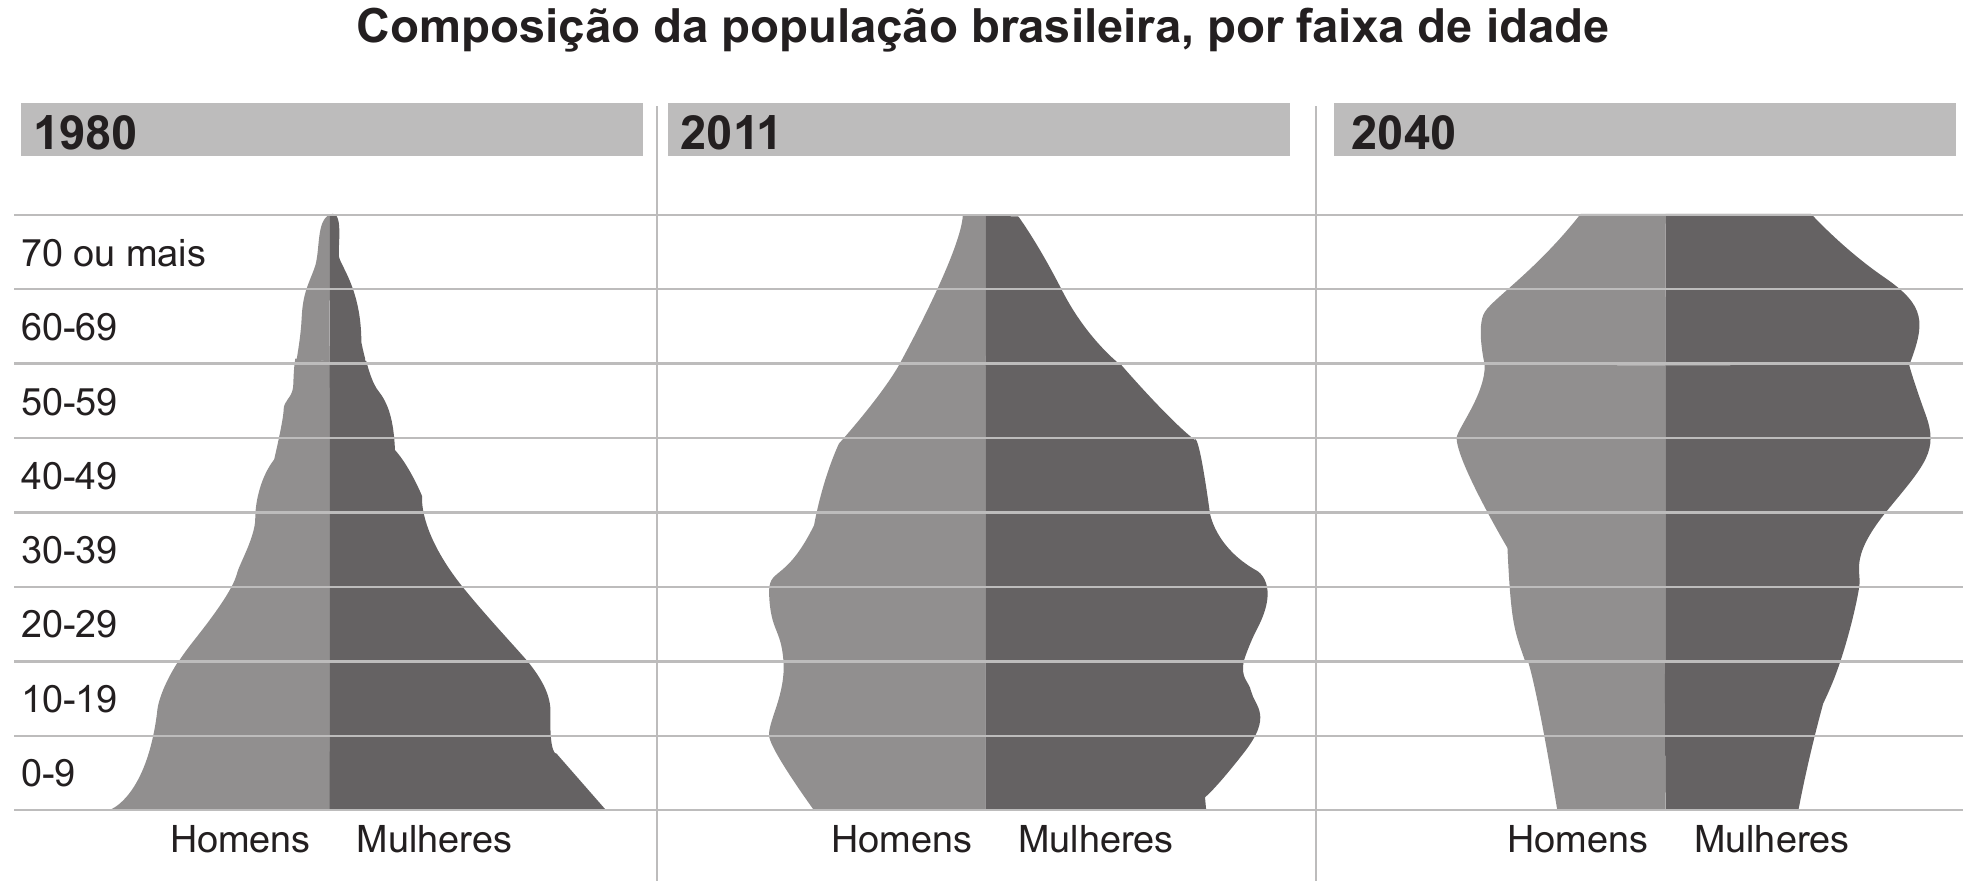 Composição da população brasileira, por faixa de idade
1980
2011
2040
70 ou mais
60-69
50-59
40-49
30-39
20-29
10-19
0-9
Homens Mulheres
Homens Mulheres
Homens Mulheres